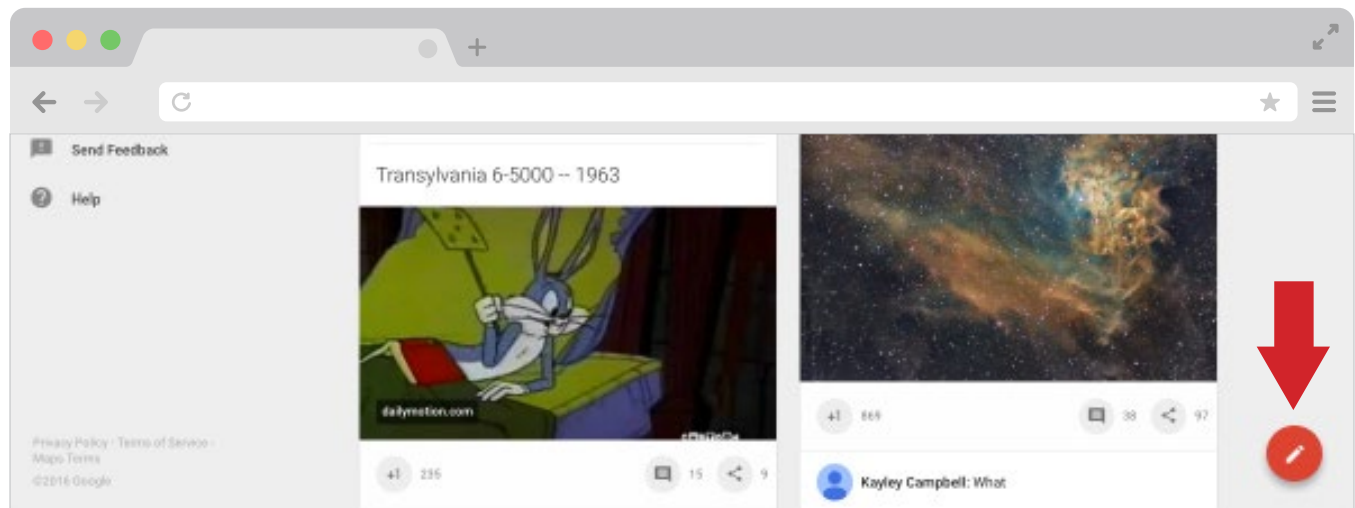 Send Feedback
Help
Privacy Policy - Terms of Service -
Maps Terms
©2016 Google
Transylvania 6-5000 -- 1963
dailymotion.com
+1 235
15
9
+1 869
38
97
Kayley Campbell: What